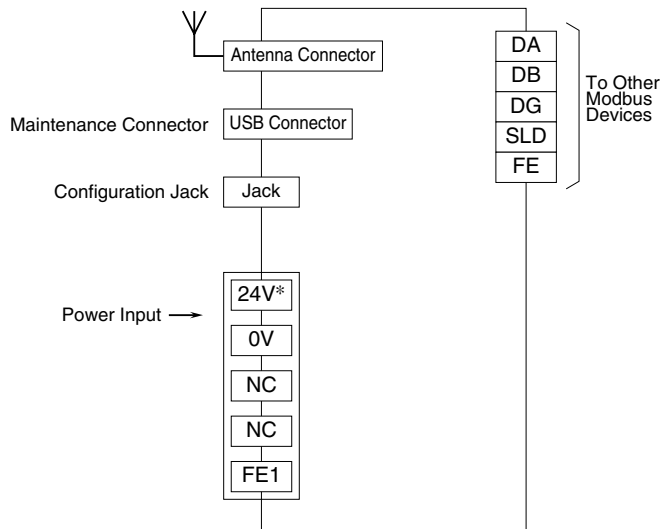 Antenna Connector
Maintenance Connector
USB Connector
Configuration Jack
Jack
Power Input
24V*
0V
NC
NC
FE1
DA
DB
DG
SLD
FE
To Other
Modbus
Devices